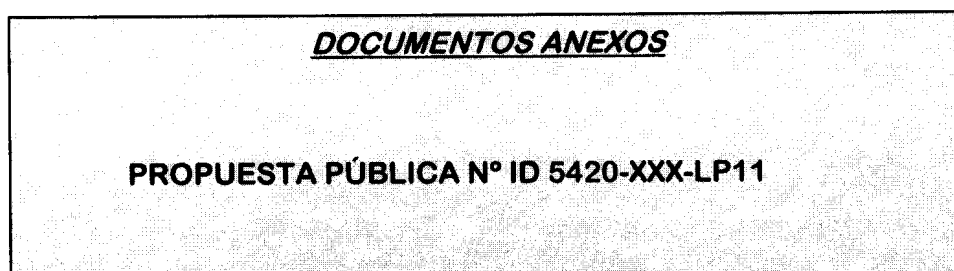 DOCUMENTOS ANEXOS
PROPUESTA PÚBLICA Nº ID 5420-XXX-LP11